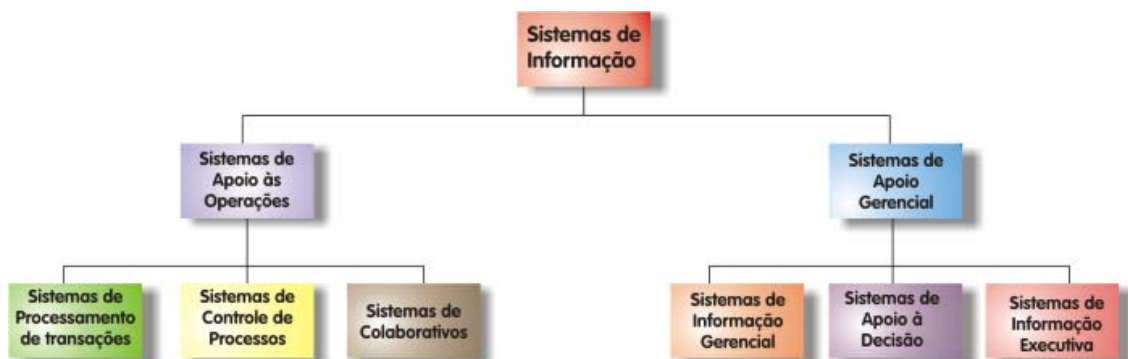 Sistemas de
Informação
Sistemas de
Apoio às
Operações
Sistemas de
Apoio
Gerencial
Sistemas de
Processamento
de transações
Sistemas de
Controle de
Processos
Sistemas de
Colaborativos
Sistemas de
Informação
Gerencial
Sistemas de
Apoio à
Decisão
Sistemas de
Informação
Executiva